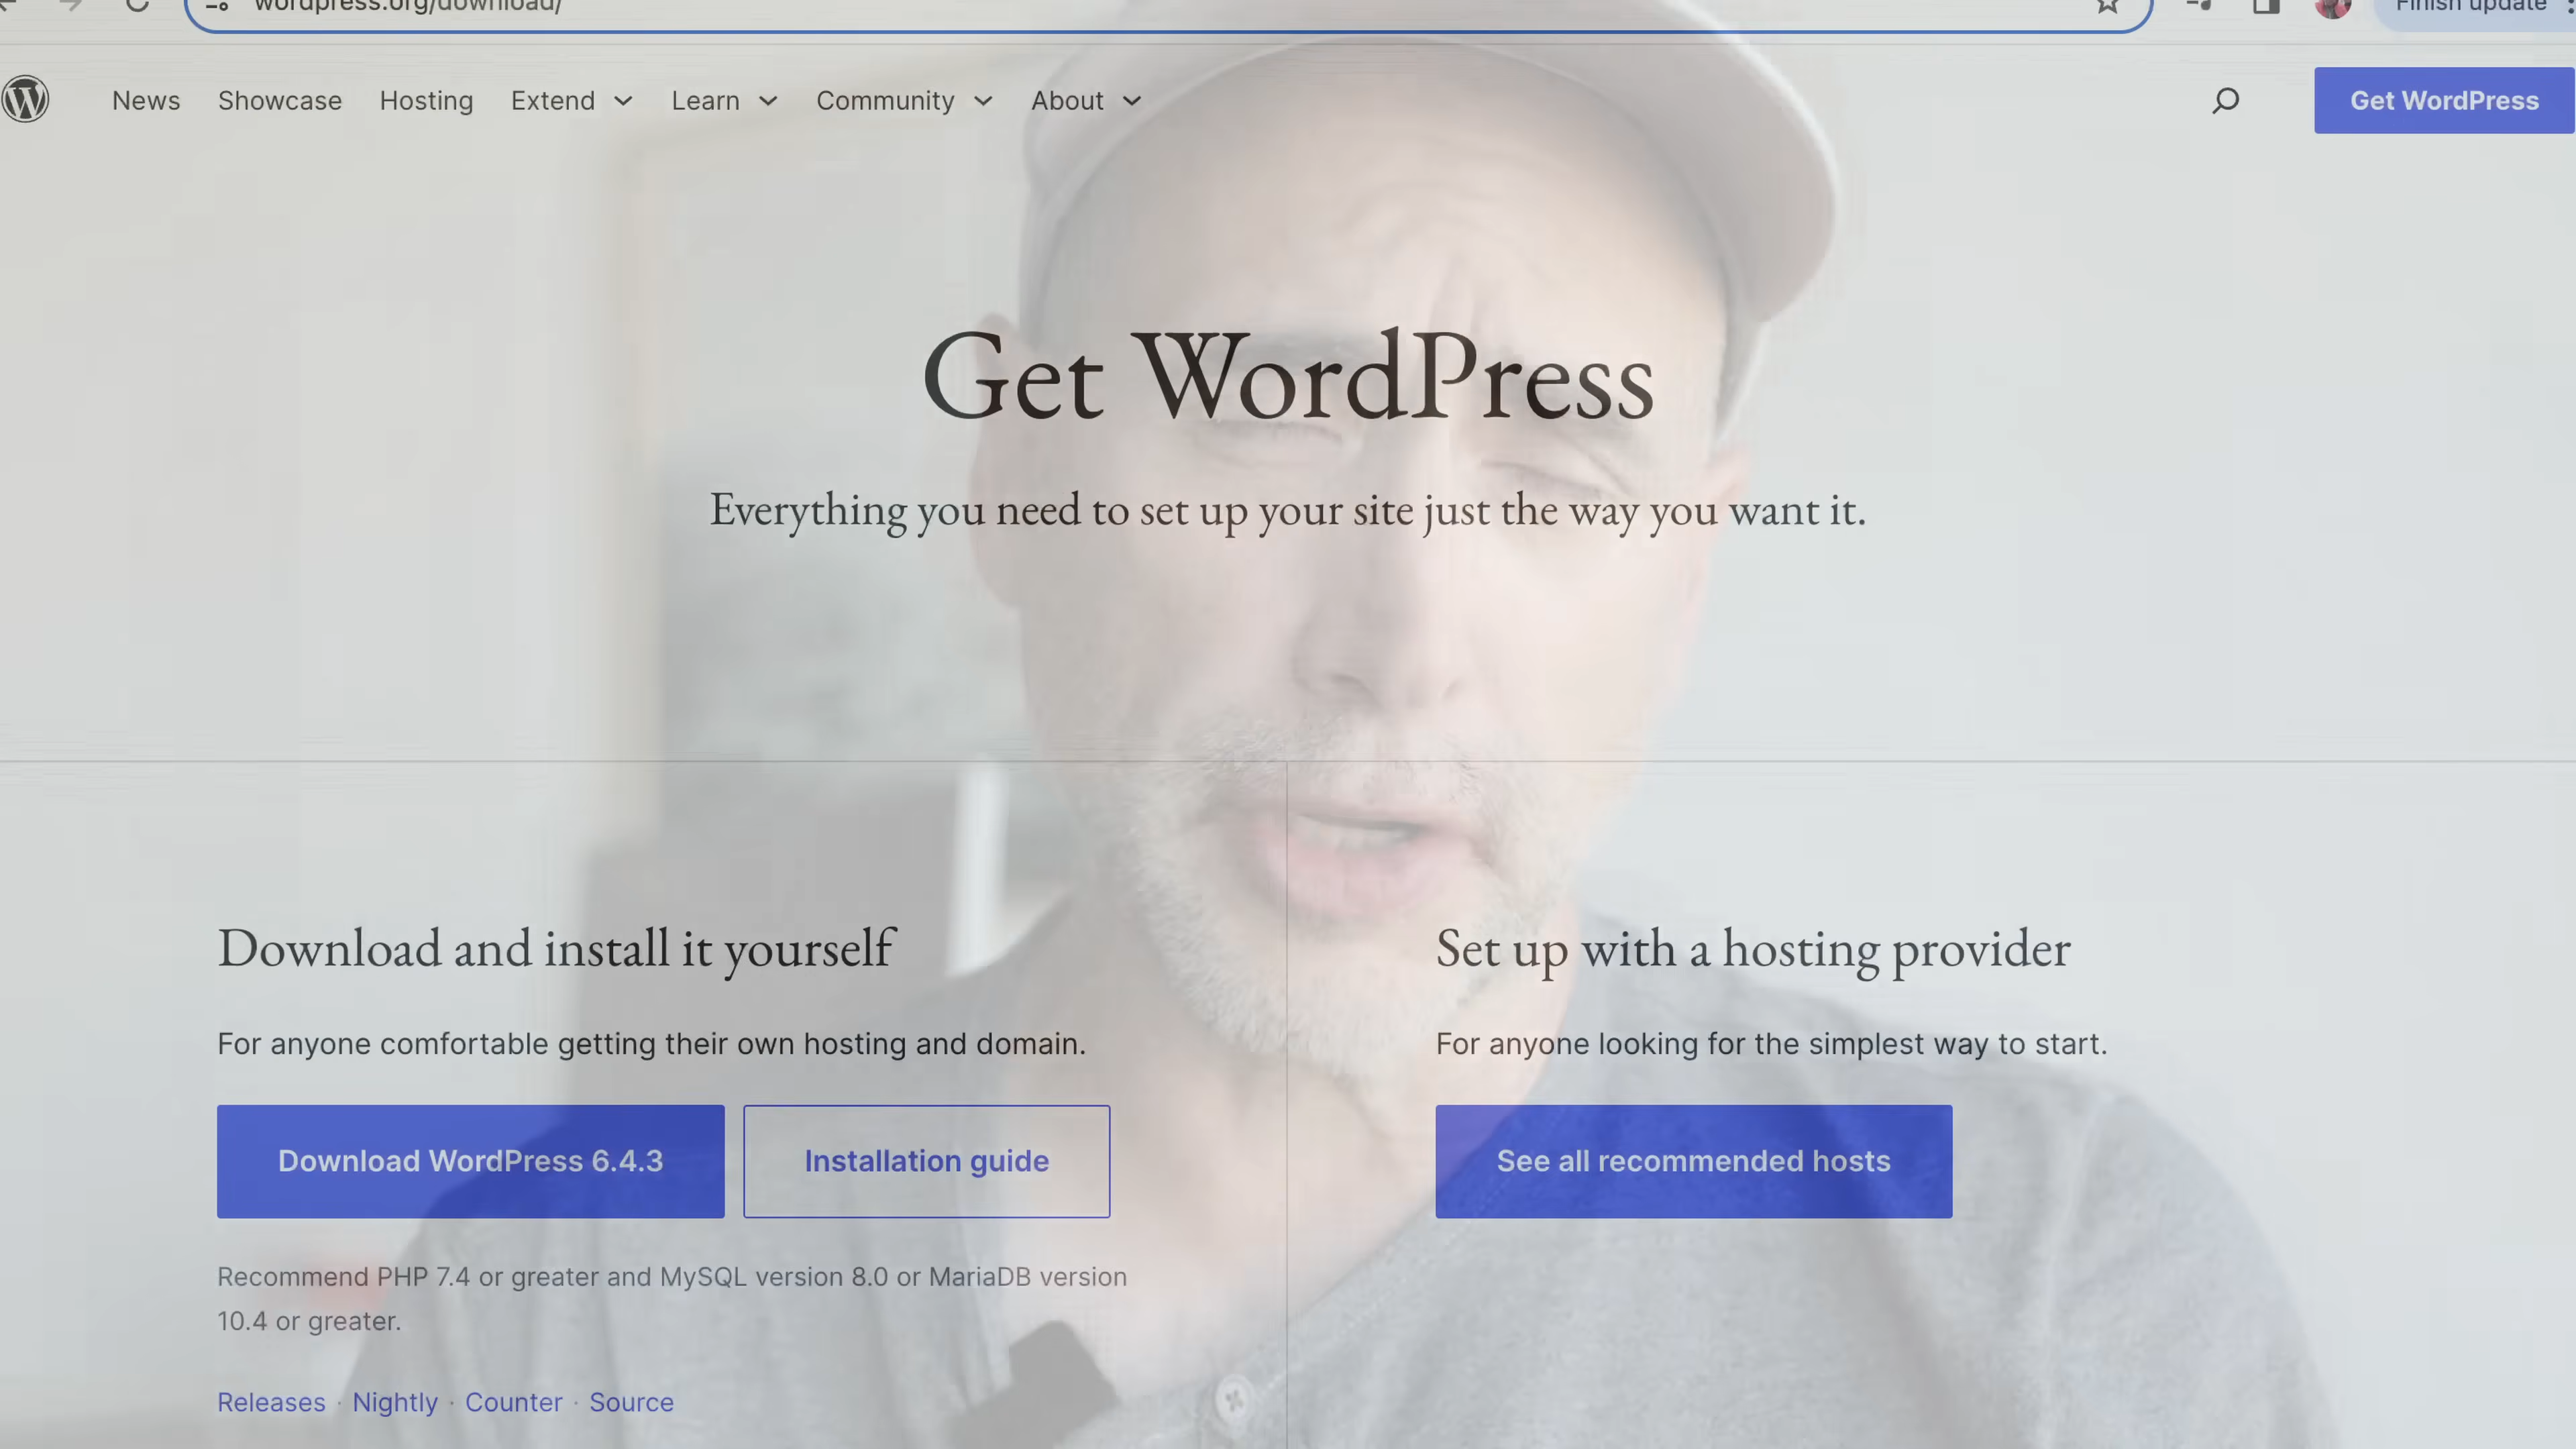 wordpress.org/download/
Finish update
News Showcase Hosting Extend Learn Community About
Get WordPress
Get WordPress
Everything you need to set up your site just the way you want it.
Download and install it yourself
For anyone comfortable getting their own hosting and domain.
Download WordPress 6.4.3 Installation guide
Recommend PHP 7.4 or greater and MySQL version 8.0 or MariaDB version
10.4 or greater.
Releases · Nightly · Counter · Source
Set up with a hosting provider
For anyone looking for the simplest way to start.
See all recommended hosts